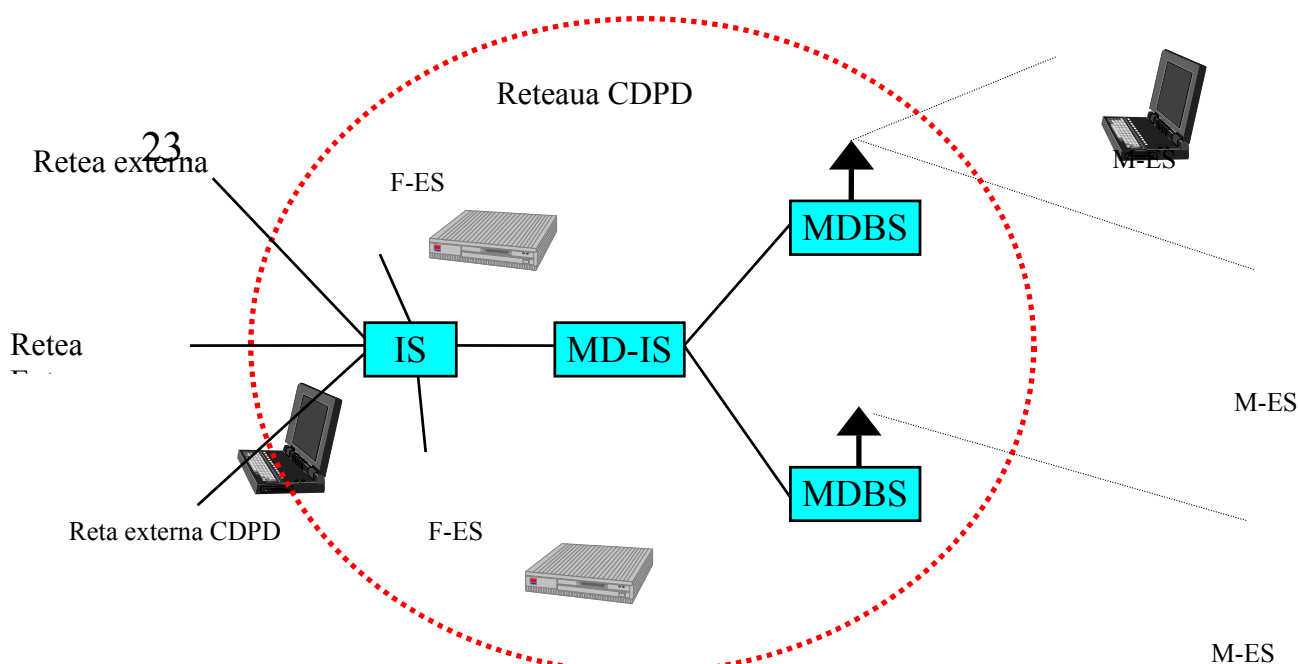 Reteaua CDPD
23.
Retea externa
M-ES
F-ES
MDBS
IS
MD-IS
Retea
M-ES
MDBS
Reta externa CDPD
F-ES
M-ES